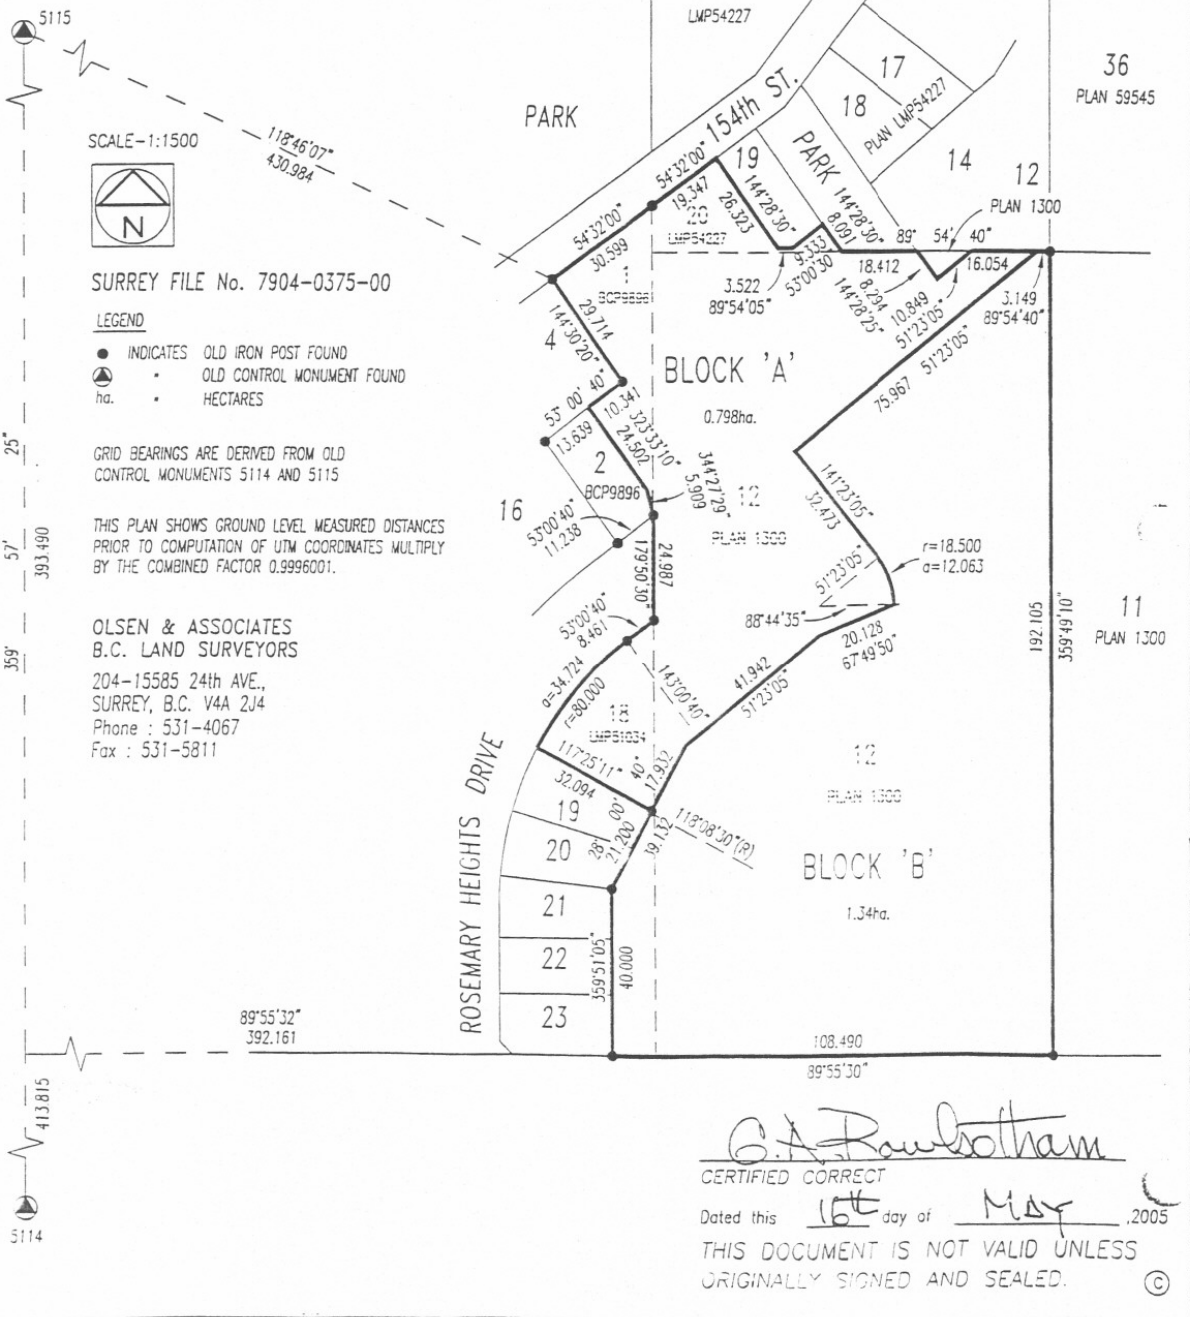 5115
LMP54227
36
PLAN 59545
17
18
PLAN LMP54227
PARK
154th ST.
SCALE-1:1500
118°46'07"
430.984
N
54°32'00"
19.347
19
PARK
14
12
PLAN 1300
144°28'30"
26.323
144°28'30"
8.091
20
LMP54227
54°32'00"
30.599
89° 54' 40"
SURREY FILE No. 7904-0375-00
1
BCP9896
3.522
89°54'05"
9.333
53°00'30
18.412
16.054
8.294
144°28'25"
10.849
51°23'05"
3.149
89°54'40"
LEGEND
INDICATES OLD IRON POST FOUND
" OLD CONTROL MONUMENT FOUND
ha. " HECTARES
4
29.714
144°30'20"
BLOCK 'A'
0.798ha.
75.967 51°23'05"
53° 00' 40"
10.341
13.639
323°33'10"
24.502
GRID BEARINGS ARE DERIVED FROM OLD
CONTROL MONUMENTS 5114 AND 5115
2
BCP9896
344°27'29"
5.909
12
PLAN 1300
141°23'05"
32.473
16
53°00'40"
11.238
THIS PLAN SHOWS GROUND LEVEL MEASURED DISTANCES
PRIOR TO COMPUTATION OF UTM COORDINATES MULTIPLY
BY THE COMBINED FACTOR 0.9996001.
359° 57' 25"
393.490
24.987
179°50'30"
r=18.500
a=12.063
51°23'05"
88°44'35"
192.105
359°49'10"
11
PLAN 1300
OLSEN & ASSOCIATES
B.C. LAND SURVEYORS
204-15585 24th AVE.,
SURREY, B.C. V4A 2J4
Phone : 531-4067
Fax : 531-5811
53°00'40"
8.461
20.128
67°49'50"
a=34.724
r=80.000
143°00'40"
41.942
51°23'05"
18
LMP51034
117°25'11"
32.094
17.932
28° 00' 40"
21.200
39.132
118°08'30"(R)
12
PLAN 1300
ROSEMARY HEIGHTS DRIVE
19
20
21
22
23
BLOCK 'B'
1.34ha.
359°51'05"
40.000
89°55'32"
392.161
108.490
89°55'30"
413.815
5114
G.A. Rowbotham
CERTIFIED CORRECT
Dated this 16th day of MAY ,2005
THIS DOCUMENT IS NOT VALID UNLESS
ORIGINALLY SIGNED AND SEALED.
©